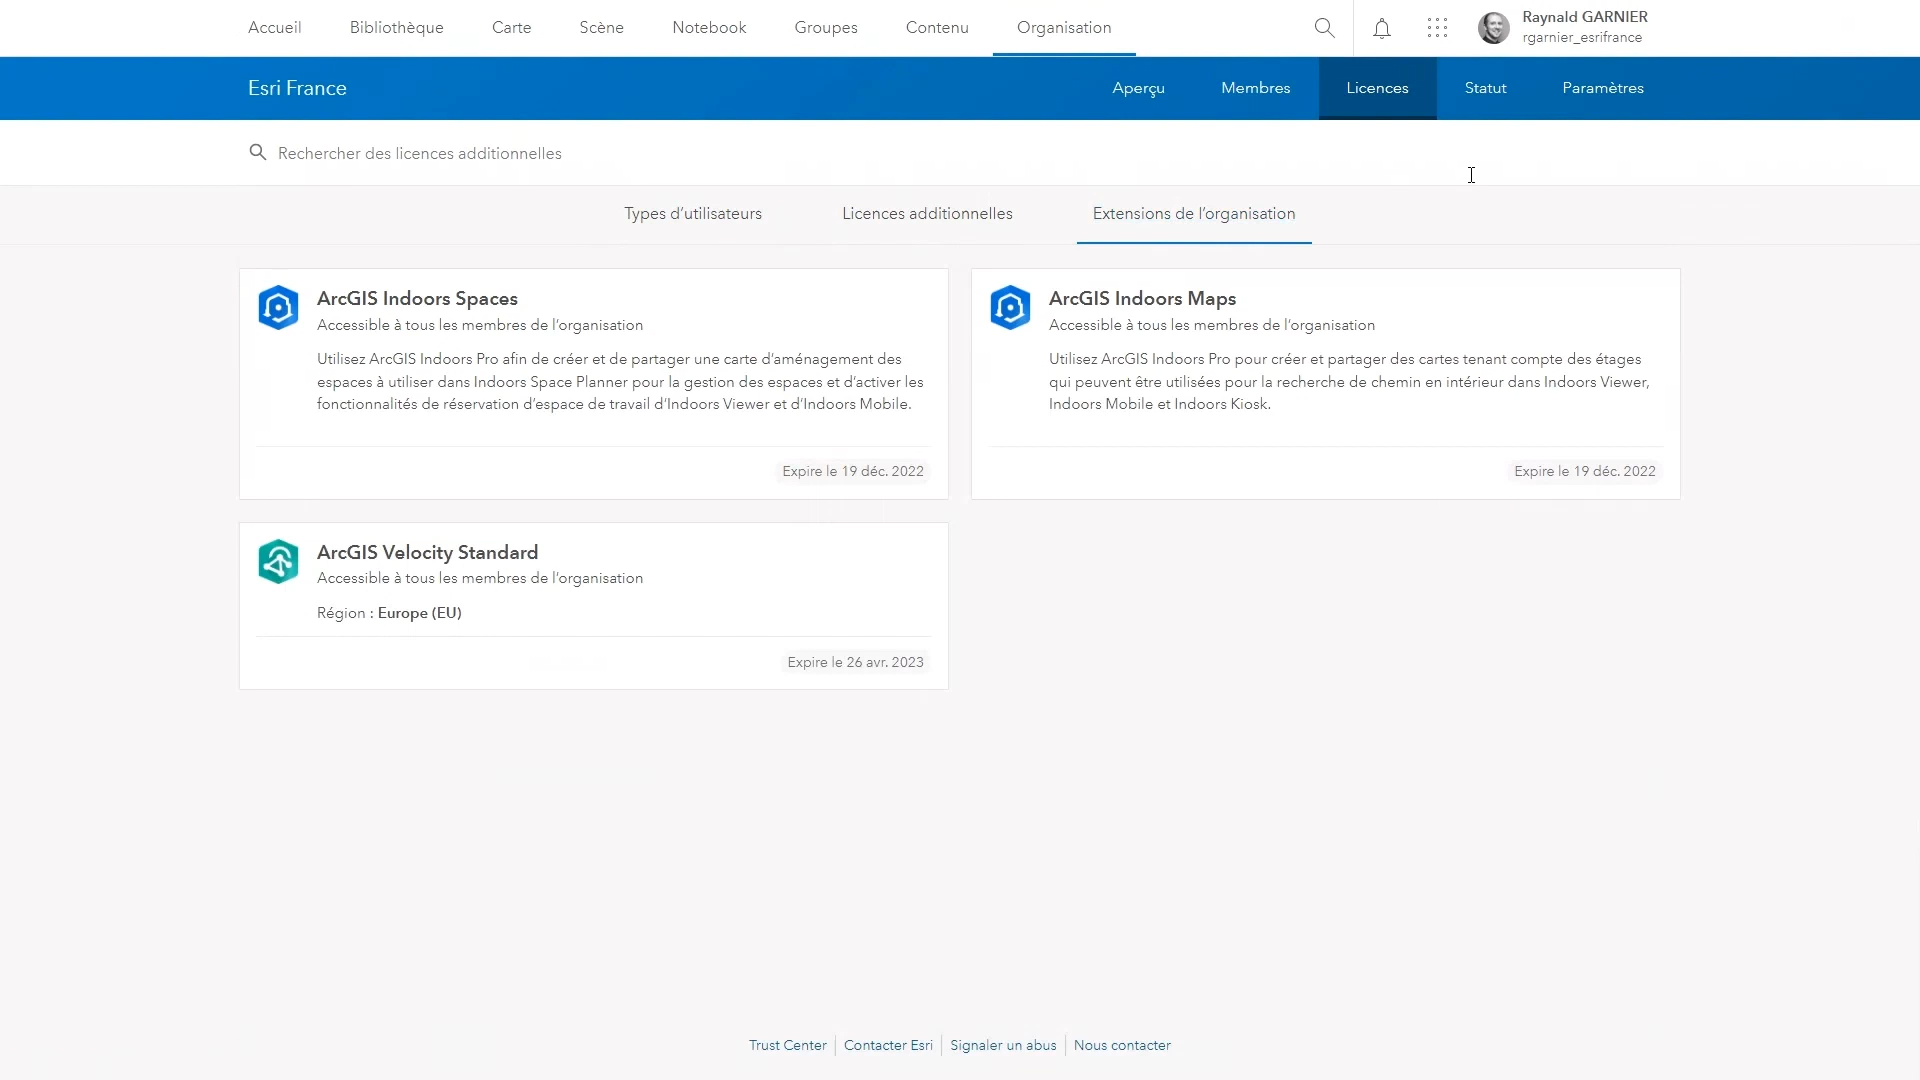 Accueil Bibliothèque Carte Scène Notebook Groupes Contenu Organisation
Raynald GARNIER
rgarnier_esrifrance
Esri France Aperçu Membres Licences Statut Paramètres
Rechercher des licences additionnelles
Types d’utilisateurs Licences additionnelles Extensions de l’organisation
ArcGIS Indoors Spaces
Accessible à tous les membres de l’organisation
Utilisez ArcGIS Indoors Pro afin de créer et de partager une carte d’aménagement des
espaces à utiliser dans Indoors Space Planner pour la gestion des espaces et d’activer les
fonctionnalités de réservation d’espace de travail d’Indoors Viewer et d’Indoors Mobile.
Expire le 19 déc. 2022
ArcGIS Indoors Maps
Accessible à tous les membres de l’organisation
Utilisez ArcGIS Indoors Pro pour créer et partager des cartes tenant compte des étages
qui peuvent être utilisées pour la recherche de chemin en intérieur dans Indoors Viewer,
Indoors Mobile et Indoors Kiosk.
Expire le 19 déc. 2022
ArcGIS Velocity Standard
Accessible à tous les membres de l’organisation
Région : Europe (EU)
Expire le 26 avr. 2023
Trust Center Contacter Esri Signaler un abus Nous contacter